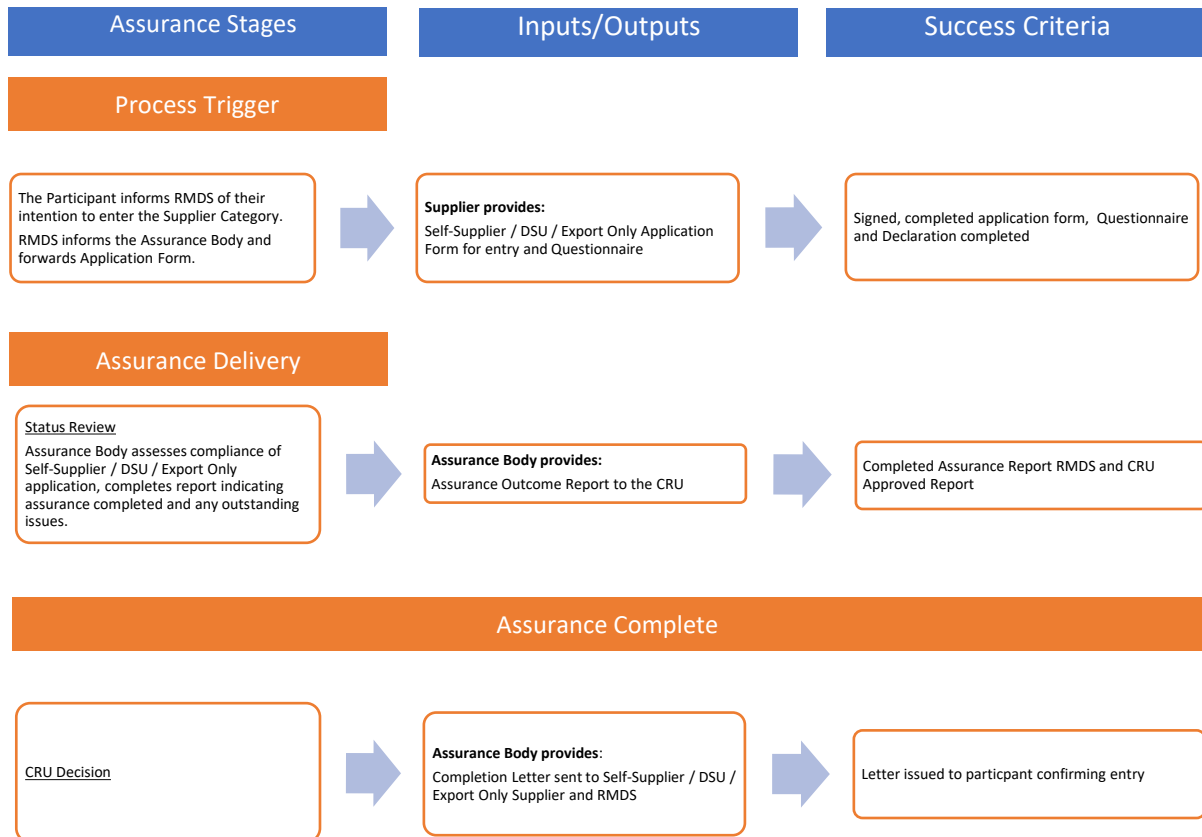 Assurance Stages
Inputs/Outputs
Success Criteria
Process Trigger
The Participant informs RMDS of their
intention to enter the Supplier Category.
RMDS informs the Assurance Body and
forwards Application Form.
Supplier provides:
Self-Supplier / DSU / Export Only Application
Form for entry and Questionnaire
Signed, completed application form,  Questionnaire
and Declaration completed
Assurance Delivery
Status Review
Assurance Body assesses compliance of
Self-Supplier / DSU / Export Only
application, completes report indicating
assurance completed and any outstanding
issues.
Assurance Body provides:
Assurance Outcome Report to the CRU
Completed Assurance Report RMDS and CRU
Approved Report
Assurance Complete
CRU Decision
Assurance Body provides:
Completion Letter sent to Self-Supplier / DSU /
Export Only Supplier and RMDS
Letter issued to particpant confirming entry